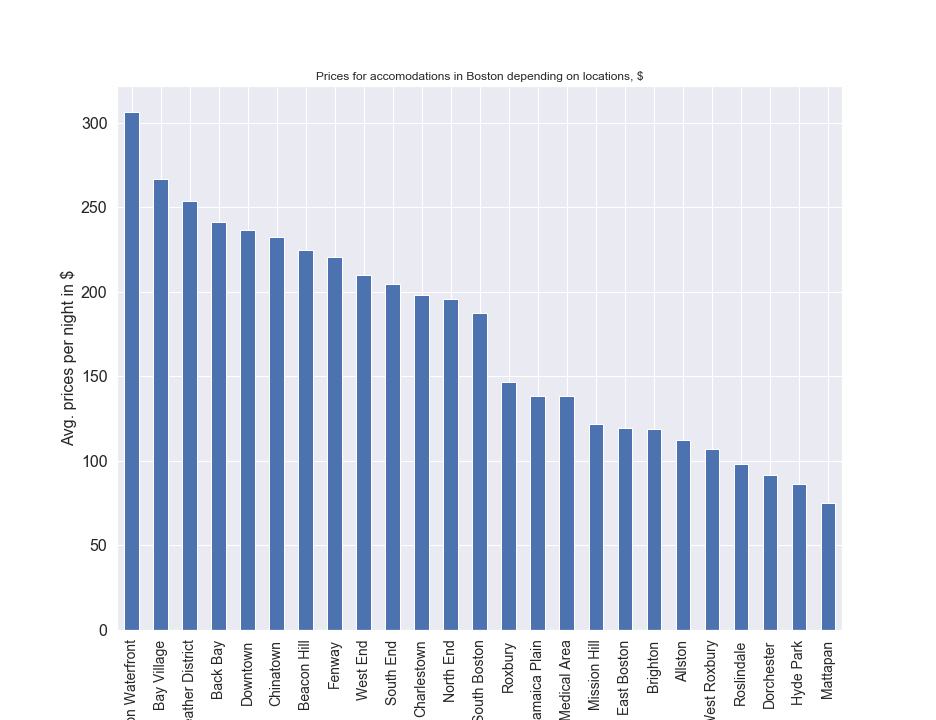 Prices for accomodations in Boston depending on locations, $
Avg. prices per night in $
300
250
200
150
100
50
0
on Waterfront
Bay Village
eather District
Back Bay
Downtown
Chinatown
Beacon Hill
Fenway
West End
South End
Charlestown
North End
South Boston
Roxbury
amaica Plain
Medical Area
Mission Hill
East Boston
Brighton
Allston
West Roxbury
Roslindale
Dorchester
Hyde Park
Mattapan